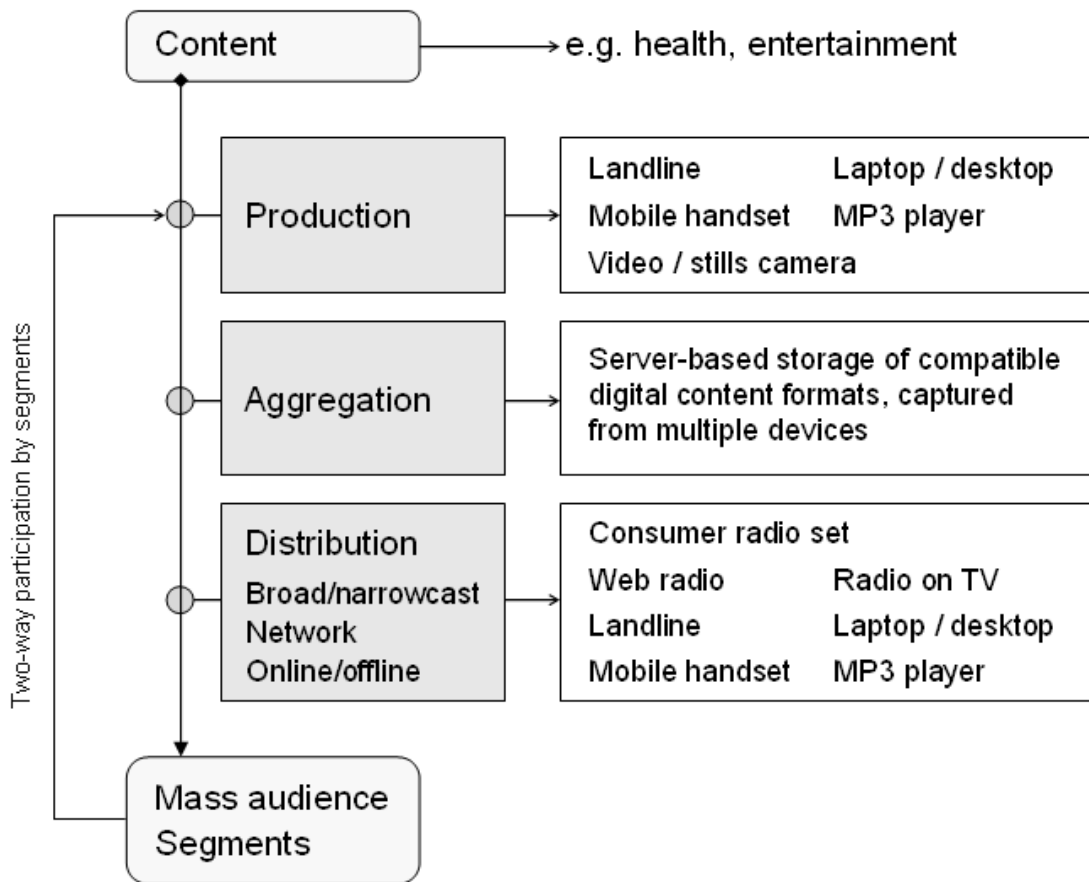 Content
e.g. health, entertainment
Production
Landline
Laptop / desktop
Mobile handset
MP3 player
Video / stills camera
Two-way participation by segments
Aggregation
Server-based storage of compatible
digital content formats, captured
from multiple devices
Distribution
Broad/narrowcast
Network
Online/offline
Consumer radio set
Web radio
Radio on TV
Landline
Laptop / desktop
Mobile handset
MP3 player
Mass audience
Segments